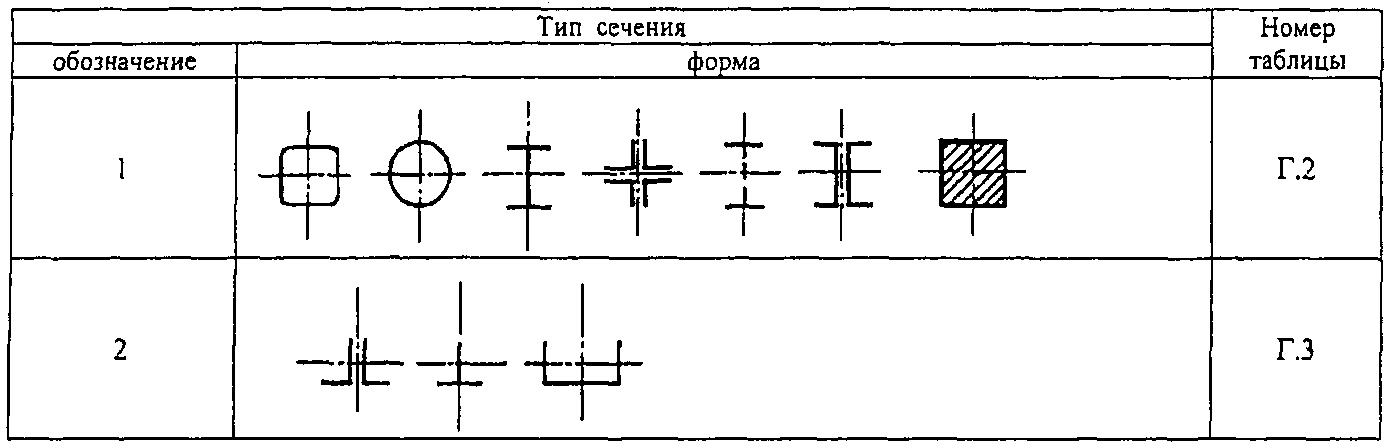 Тип сечения
Номер таблицы
обозначение
форма
1
Г.2
2
Г.3